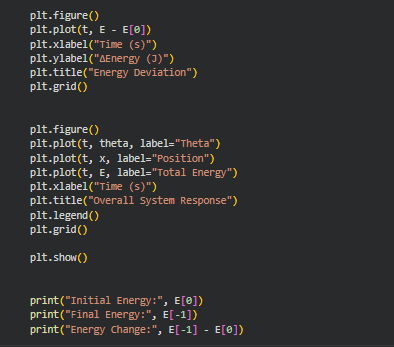 plt.figure()
plt.plot(t, E - E[0])
plt.xlabel("Time (s)")
plt.ylabel("ΔEnergy (J)")
plt.title("Energy Deviation")
plt.grid()
plt.figure()
plt.plot(t, theta, label="Theta")
plt.plot(t, x, label="Position")
plt.plot(t, E, label="Total Energy")
plt.xlabel("Time (s)")
plt.title("Overall System Response")
plt.legend()
plt.grid()
plt.show()
print("Initial Energy:", E[0])
print("Final Energy:", E[-1])
print("Energy Change:", E[-1] - E[0])